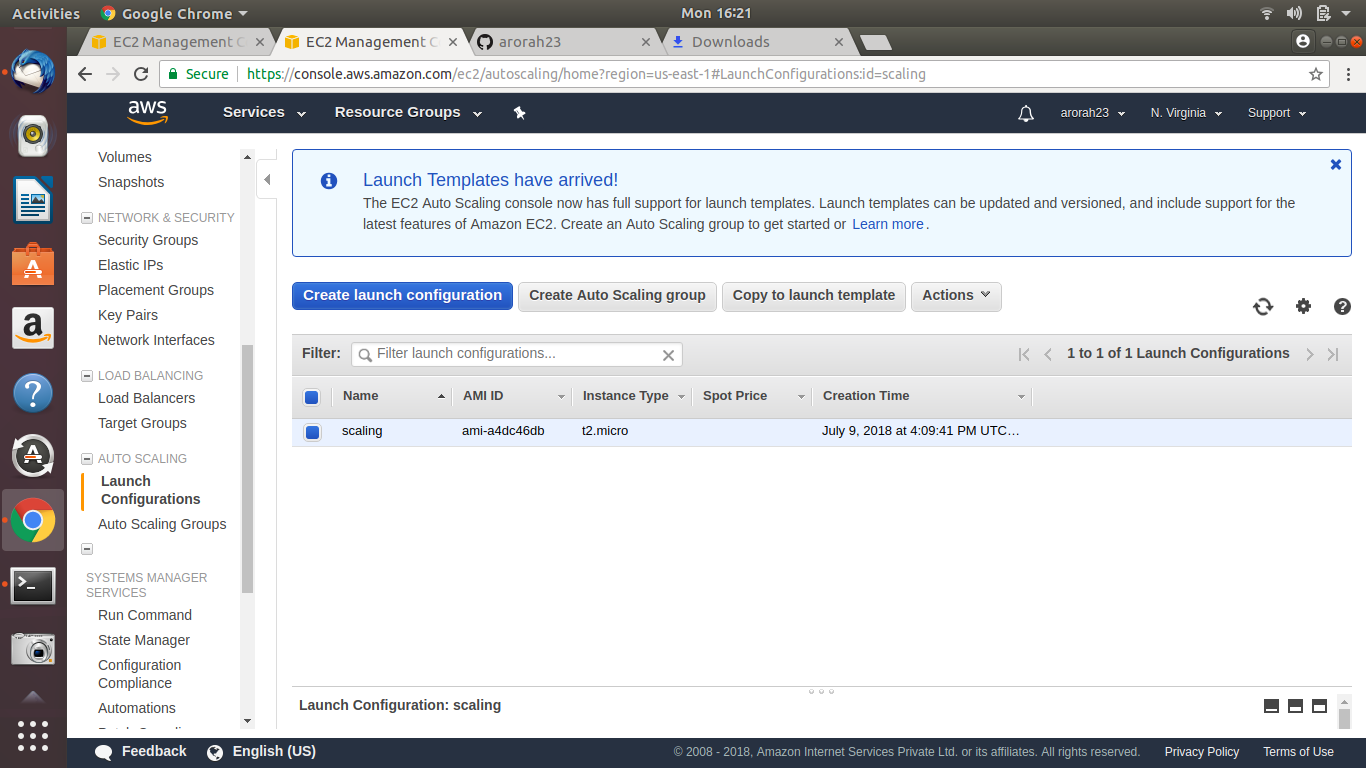 Activities
Google Chrome
Mon 16:21
EC2 Management C
EC2 Management C
arorah23
Downloads
Secure
https://console.aws.amazon.com/ec2/autoscaling/home?region=us-east-1#LaunchConfigurations:id=scaling
aws
Services
Resource Groups
arorah23
N. Virginia
Support
Volumes
Snapshots
NETWORK & SECURITY
Security Groups
Elastic IPs
Placement Groups
Key Pairs
Network Interfaces
LOAD BALANCING
Load Balancers
Target Groups
AUTO SCALING
Launch
Configurations
Auto Scaling Groups
SYSTEMS MANAGER
SERVICES
Run Command
State Manager
Configuration
Compliance
Automations
Launch Templates have arrived!
The EC2 Auto Scaling console now has full support for launch templates. Launch templates can be updated and versioned, and include support for the
latest features of Amazon EC2. Create an Auto Scaling group to get started or Learn more.
Create launch configuration
Create Auto Scaling group
Copy to launch template
Actions
Filter:
Filter launch configurations...
1 to 1 of 1 Launch Configurations
Name
AMI ID
Instance Type
Spot Price
Creation Time
scaling
ami-a4dc46db
t2.micro
July 9, 2018 at 4:09:41 PM UTC…
Launch Configuration: scaling
Feedback
English (US)
© 2008 - 2018, Amazon Internet Services Private Ltd. or its affiliates. All rights reserved.
Privacy Policy
Terms of Use